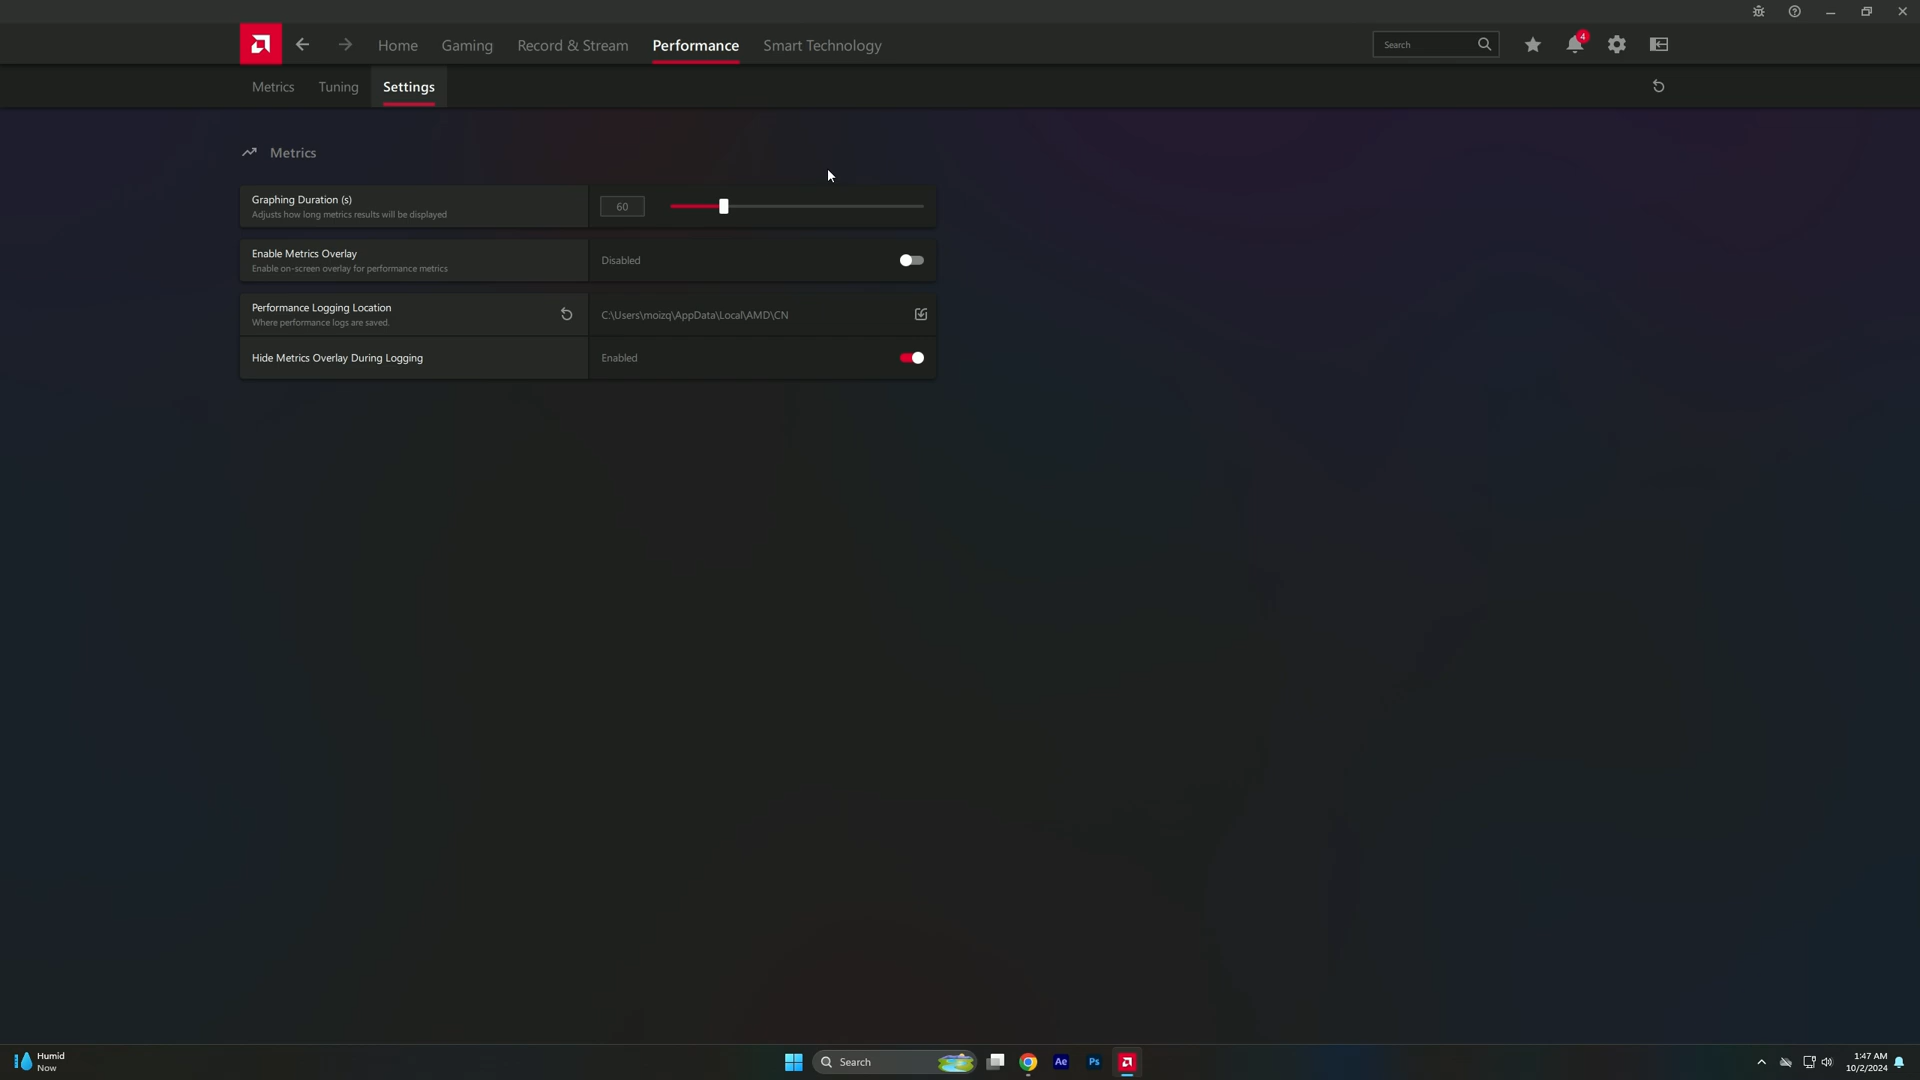 Home Gaming Record & Stream Performance Smart Technology Search 4
Metrics Tuning Settings
Metrics
Graphing Duration (s)
Adjusts how long metrics results will be displayed
60
Enable Metrics Overlay
Enable on-screen overlay for performance metrics
Disabled
Performance Logging Location
Where performance logs are saved.
C:\Users\moizq\AppData\Local\AMD\CN
Hide Metrics Overlay During Logging
Enabled
Humid
Now
Search
Ae
Ps
1:47 AM
10/2/2024